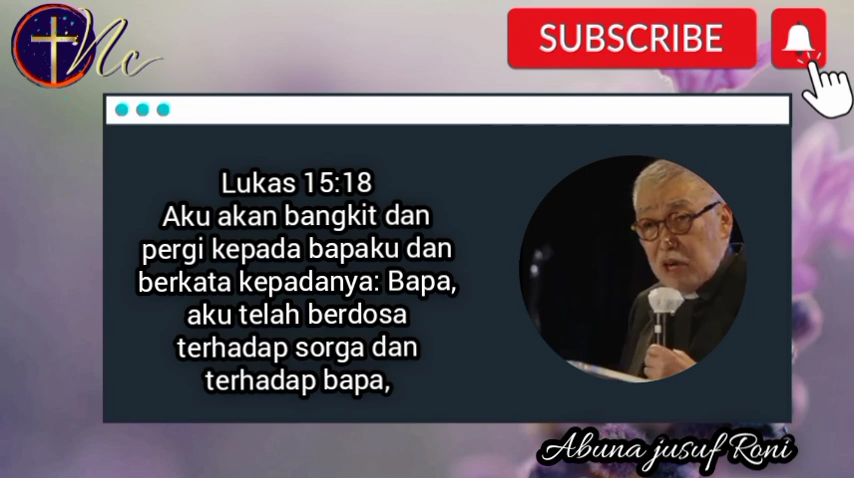 Nc
SUBSCRIBE
Lukas 15:18
Aku akan bangkit dan
pergi kepada bapaku dan
berkata kepadanya: Bapa,
aku telah berdosa
terhadap sorga dan
terhadap bapa,
Abuna jusuf Roni